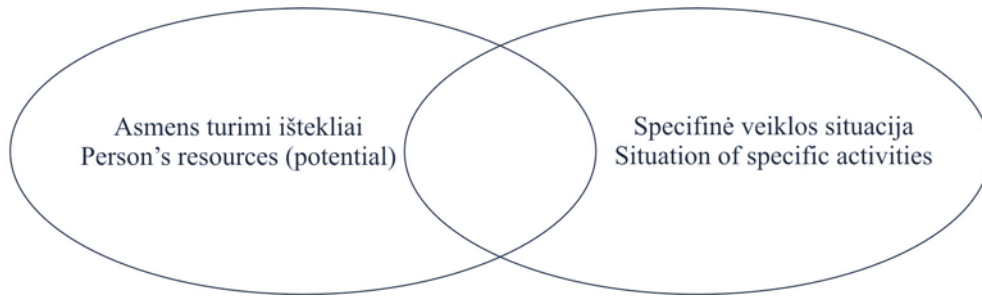 Asmens turimi ištekliai
Person’s resources (potential)
Specifinė veiklos situacija
Situation of specific activities